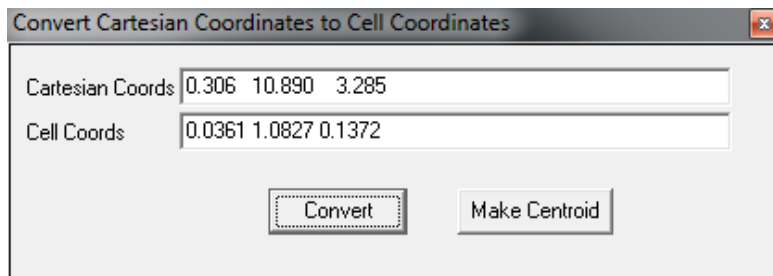 Convert Cartesian Coordinates to Cell Coordinates
Cartesian Coords 0.306 10.890 3.285
Cell Coords 0.0361 1.0827 0.1372
Convert Make Centroid